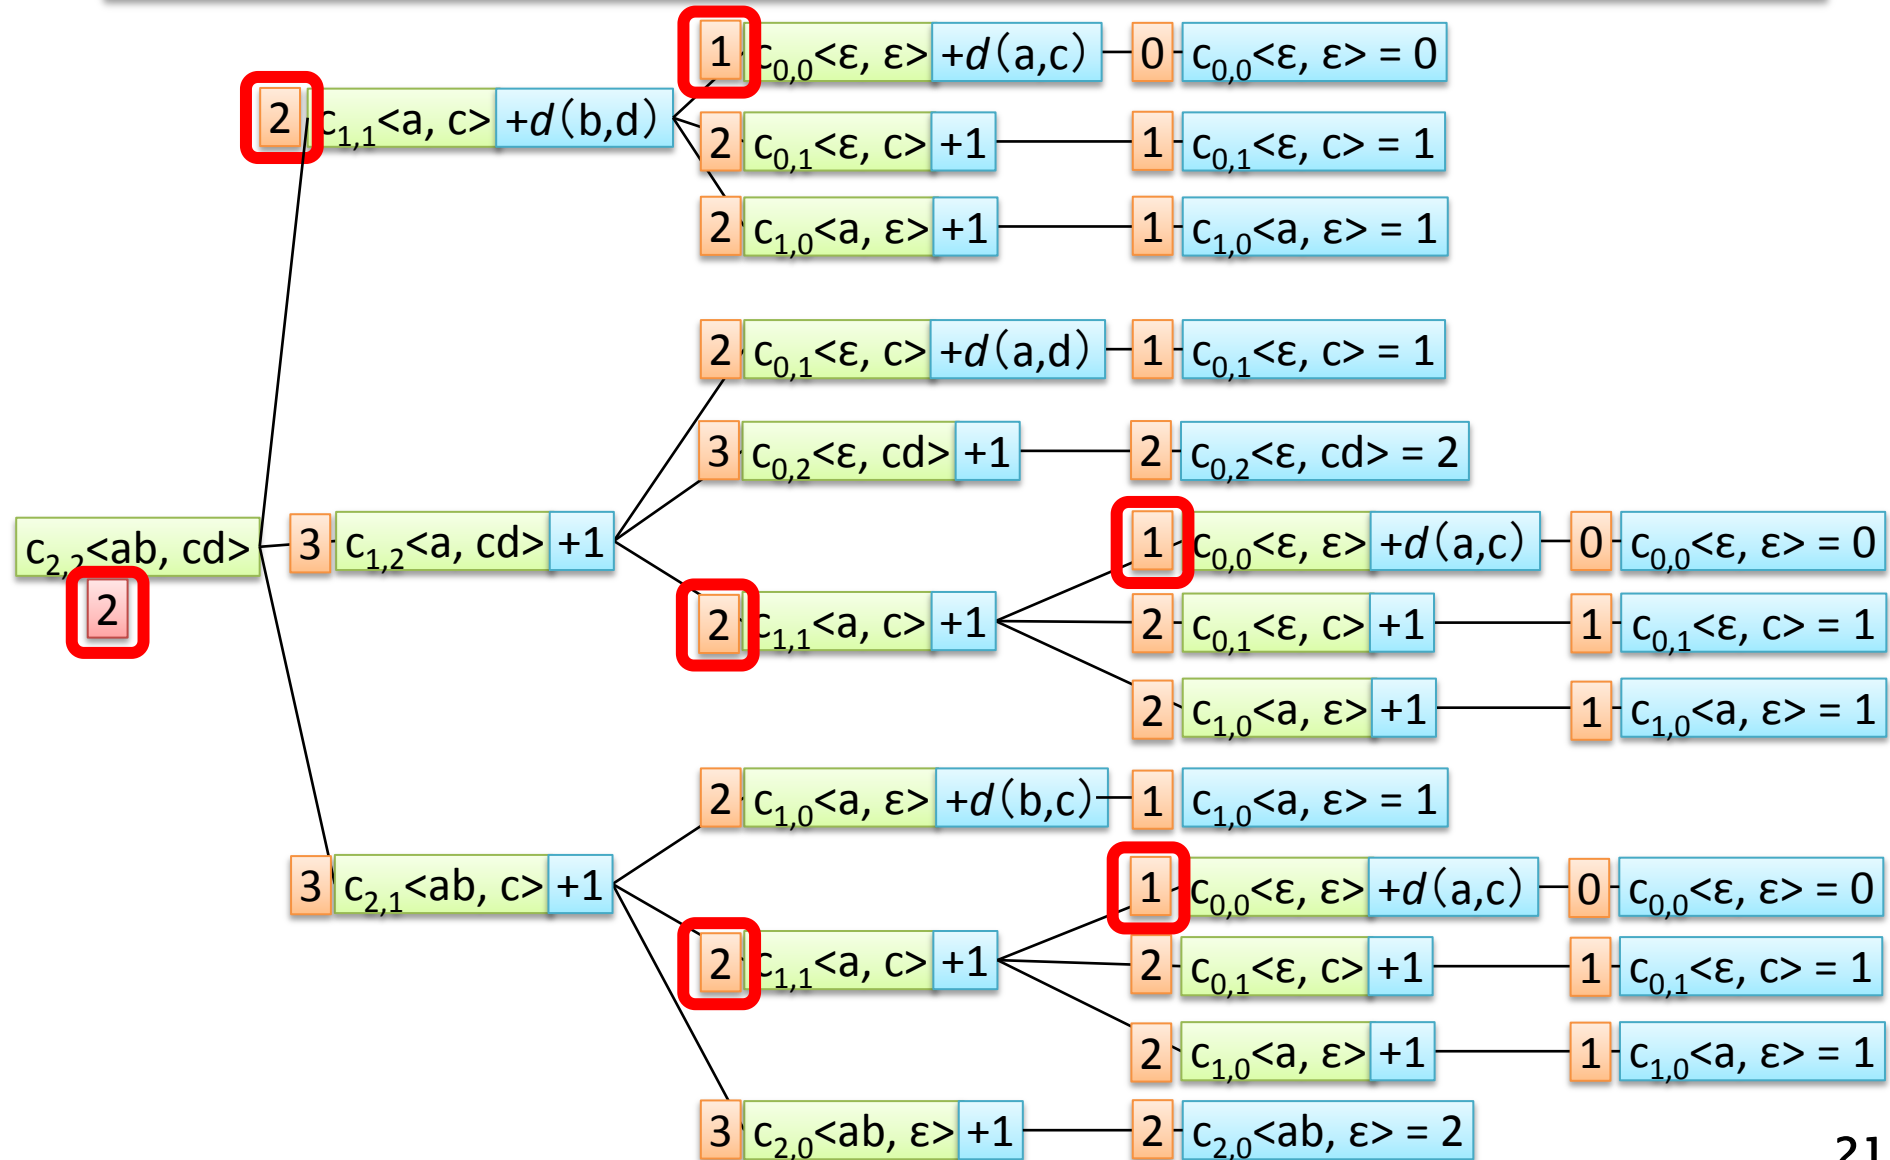 1 c0,0<ε, ε> +d(a,c) 0 c0,0<ε, ε> = 0
2 c1,1<a, c> +d(b,d)
2 c0,1<ε, c> +1 1 c0,1<ε, c> = 1
2 c1,0<a, ε> +1 1 c1,0<a, ε> = 1
2 c0,1<ε, c> +d(a,d) 1 c0,1<ε, c> = 1
3 c0,2<ε, cd> +1 2 c0,2<ε, cd> = 2
c2,2<ab, cd> 3 c1,2<a, cd> +1 1 c0,0<ε, ε> +d(a,c) 0 c0,0<ε, ε> = 0
2 2 c1,1<a, c> +1 2 c0,1<ε, c> +1 1 c0,1<ε, c> = 1
2 c1,0<a, ε> +1 1 c1,0<a, ε> = 1
2 c1,0<a, ε> +d(b,c) 1 c1,0<a, ε> = 1
3 c2,1<ab, c> +1 1 c0,0<ε, ε> +d(a,c) 0 c0,0<ε, ε> = 0
2 c1,1<a, c> +1 2 c0,1<ε, c> +1 1 c0,1<ε, c> = 1
2 c1,0<a, ε> +1 1 c1,0<a, ε> = 1
3 c2,0<ab, ε> +1 2 c2,0<ab, ε> = 2
21